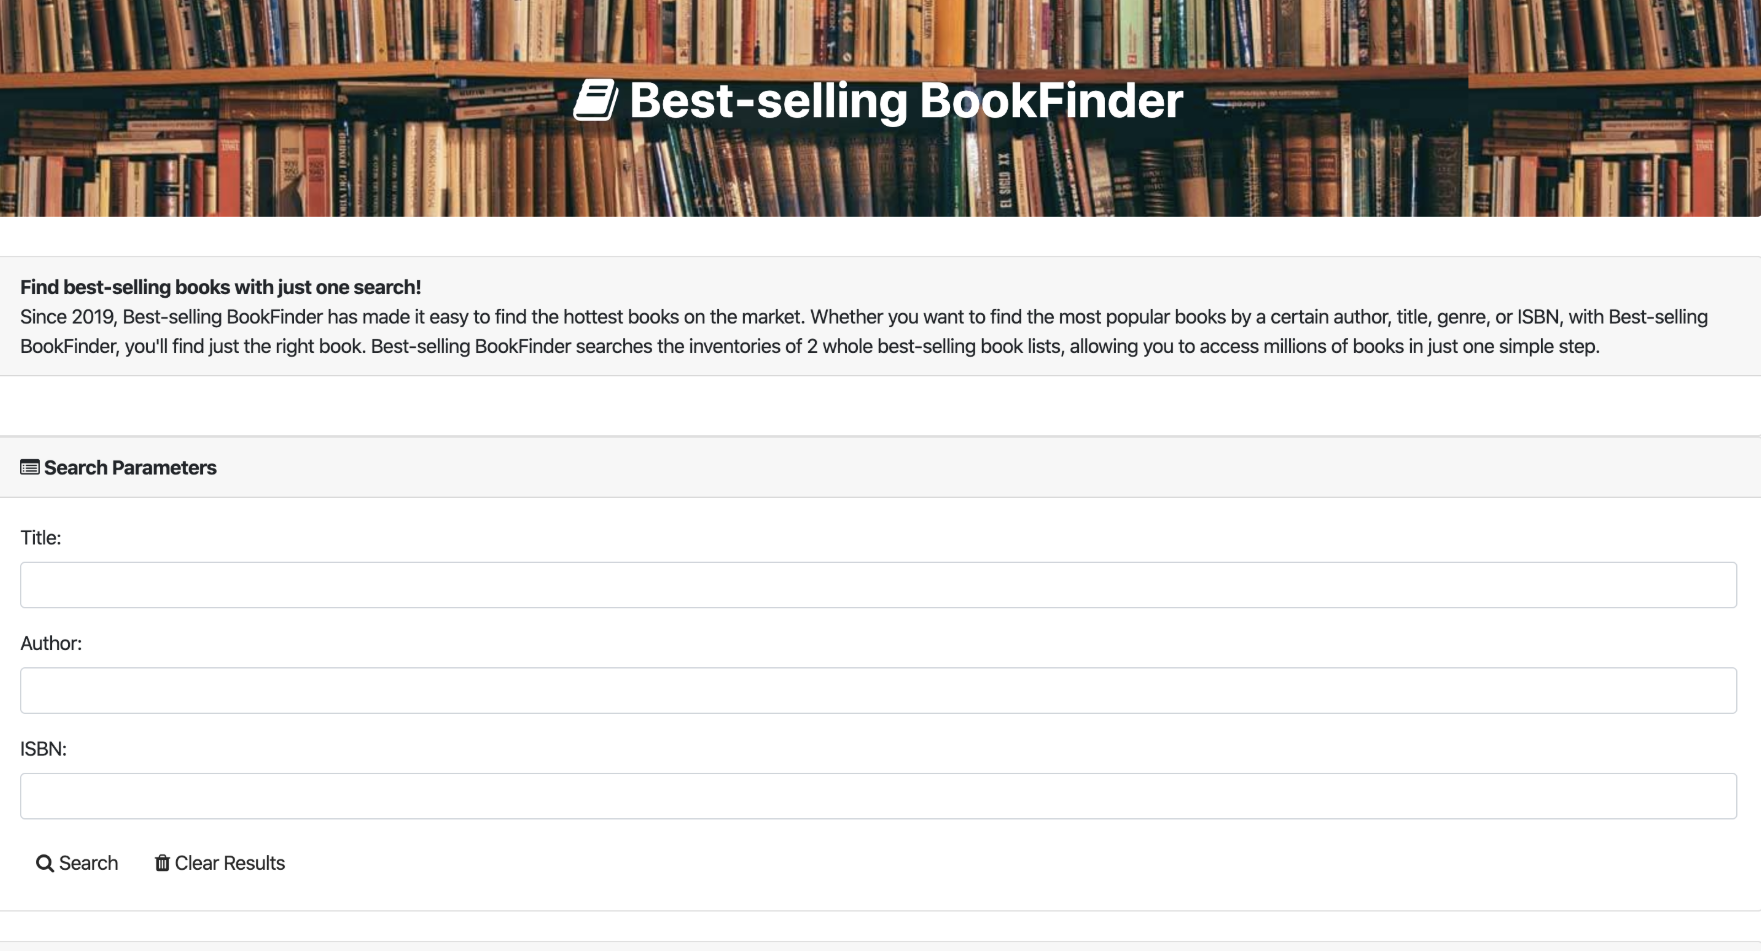 Best-selling BookFinder
Find best-selling books with just one search!
Since 2019, Best-selling BookFinder has made it easy to find the hottest books on the market. Whether you want to find the most popular books by a certain author, title, genre, or ISBN, with Best-selling
BookFinder, you'll find just the right book. Best-selling BookFinder searches the inventories of 2 whole best-selling book lists, allowing you to access millions of books in just one simple step.
Search Parameters
Title:
Author:
ISBN:
Search Clear Results
EL SIGLO XX